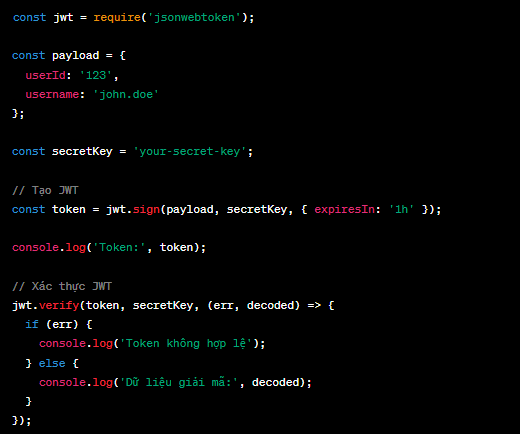 const jwt = require('jsonwebtoken');
const payload = {
userId: '123',
username: 'john.doe'
};
const secretKey = 'your-secret-key';
// Tạo JWT
const token = jwt.sign(payload, secretKey, { expiresIn: '1h' });
console.log('Token:', token);
// Xác thực JWT
jwt.verify(token, secretKey, (err, decoded) => {
if (err) {
console.log('Token không hợp lệ');
} else {
console.log('Dữ liệu giải mã:', decoded);
}
});